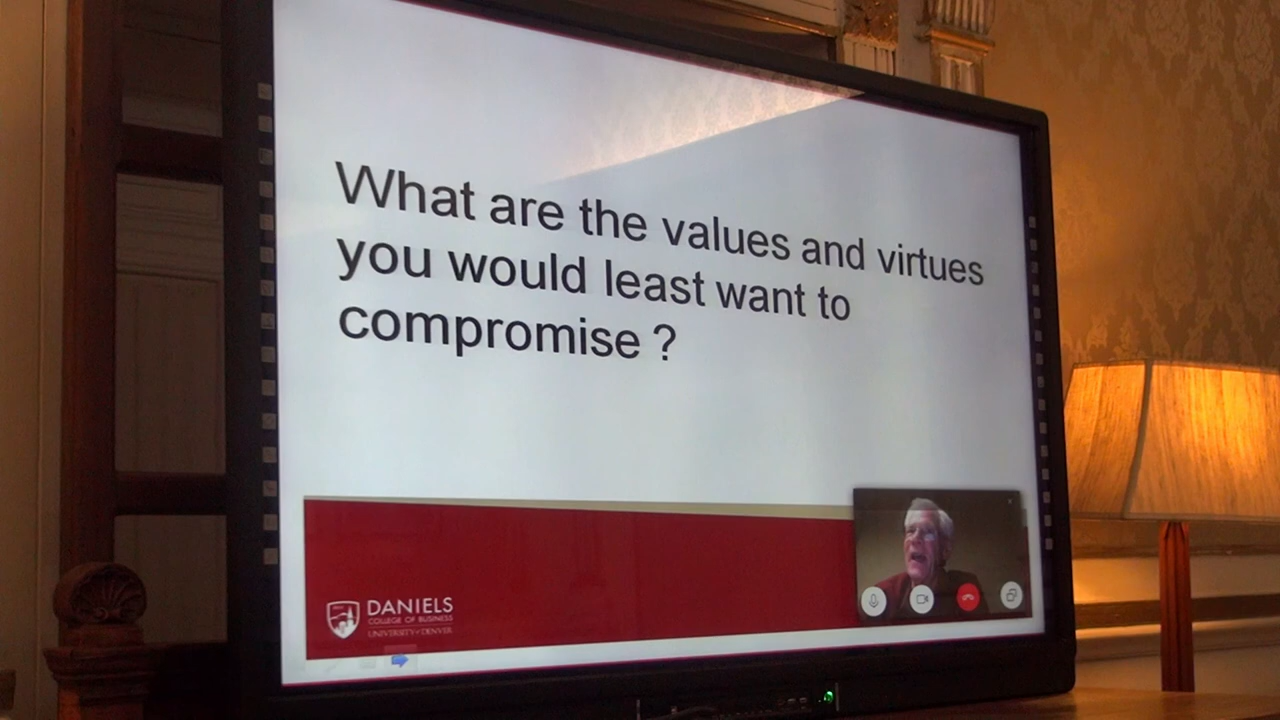 What are the values and virtues
you would least want to
compromise ?
DANIELS
COLLEGE OF BUSINESS
UNIVERSITY of DENVER